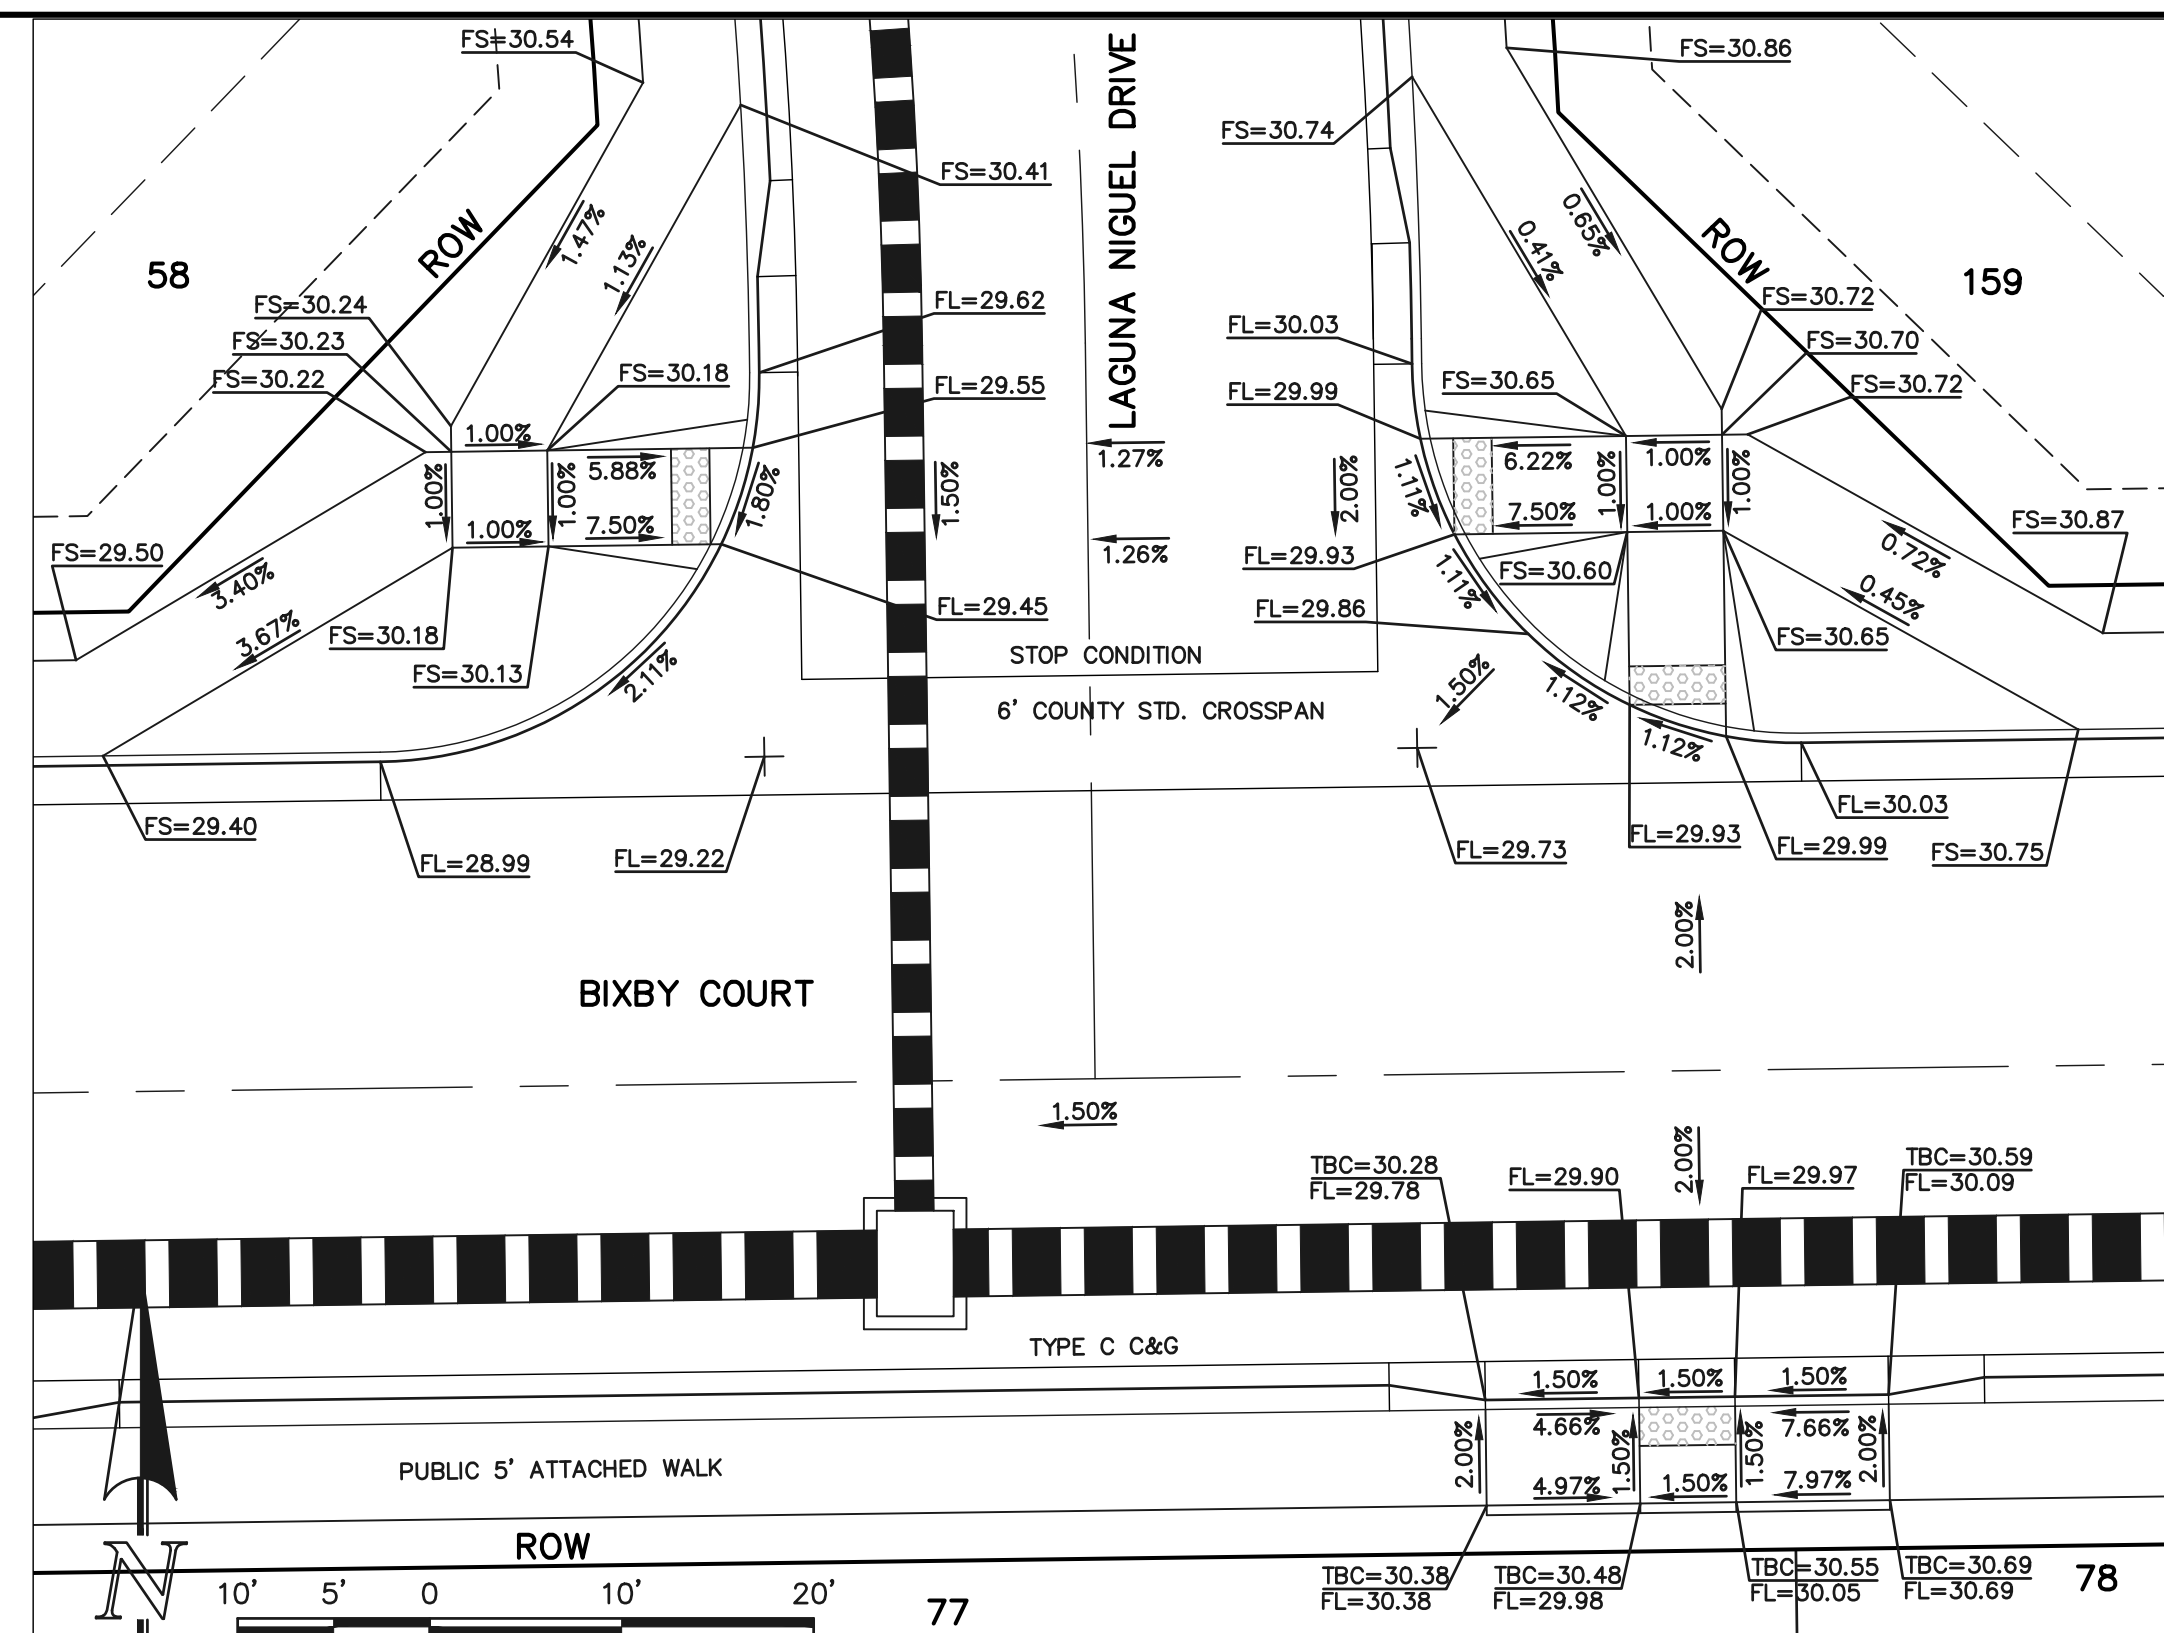 FS=30.54
FS=30.41
LAGUNA NIGUEL DRIVE
FS=30.74
FS=30.86
ROW
1.47%
1.13%
0.41%
0.65%
ROW
58
159
FS=30.24
FS=30.23
FS=30.22
FS=30.18
FL=29.62
FL=29.55
FL=30.03
FL=29.99
FS=30.65
FS=30.72
FS=30.70
FS=30.72
1.00%
1.00%
1.00%
5.88%
1.00%
7.50%
1.80%
1.50%
1.27%
1.26%
2.00%
1.11%
6.22%
7.50%
1.00%
1.00%
1.00%
1.00%
FS=29.50
3.40%
3.67%
FS=30.18
FS=30.13
2.11%
FL=29.45
FL=29.93
FL=29.86
1.11%
FS=30.60
0.72%
0.45%
FS=30.87
FS=30.65
STOP CONDITION
6' COUNTY STD. CROSSPAN
1.50%
1.12%
1.12%
FS=29.40
FL=28.99
FL=29.22
FL=29.73
FL=29.93
FL=29.99
FL=30.03
FS=30.75
2.00%
BIXBY COURT
1.50%
2.00%
TBC=30.28
FL=29.78
FL=29.90
FL=29.97
TBC=30.59
FL=30.09
TYPE C C&G
1.50%
1.50%
1.50%
2.00%
4.66%
1.50%
1.50%
7.66%
2.00%
4.97%
1.50%
7.97%
PUBLIC 5' ATTACHED WALK
ROW
TBC=30.38
FL=30.38
TBC=30.48
FL=29.98
TBC=30.55
FL=30.05
TBC=30.69
FL=30.69
78
77
N
10' 5' 0 10' 20'